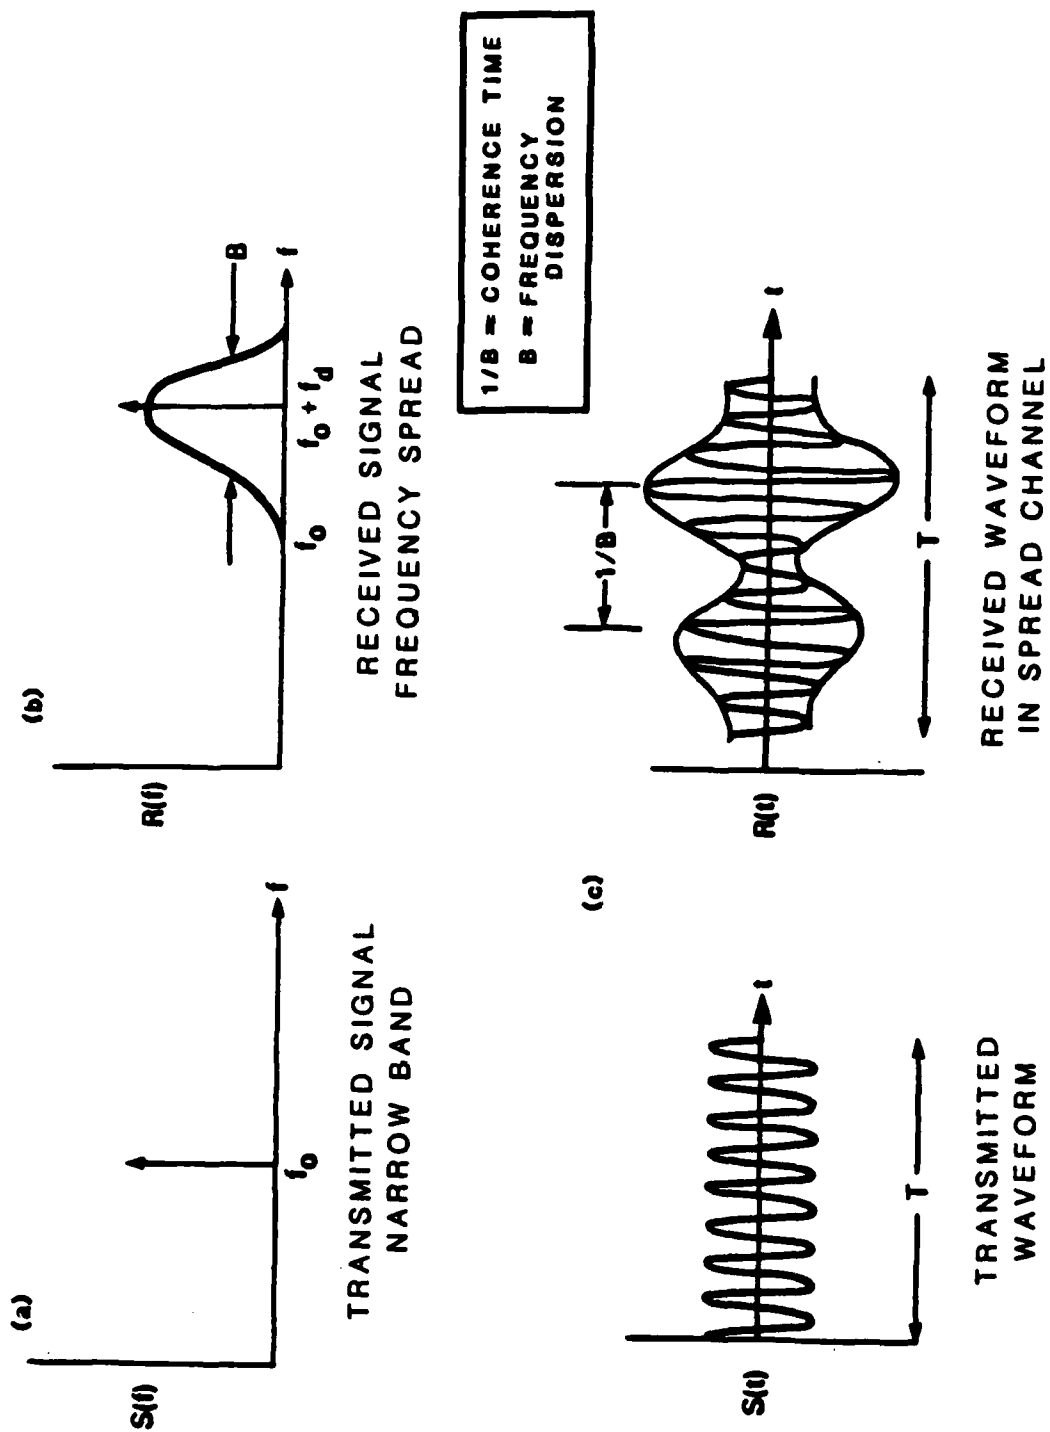 (a)
S(f)
f
f₀
TRANSMITTED SIGNAL
NARROW BAND
(b)
R(f)
B
f
f₀
f₀ + f_d
RECEIVED SIGNAL
FREQUENCY SPREAD
1/B ≈ COHERENCE TIME
B ≈ FREQUENCY
DISPERSION
S(t)
t
T
TRANSMITTED
WAVEFORM
(c)
R(t)
1/B
t
T
RECEIVED WAVEFORM
IN SPREAD CHANNEL